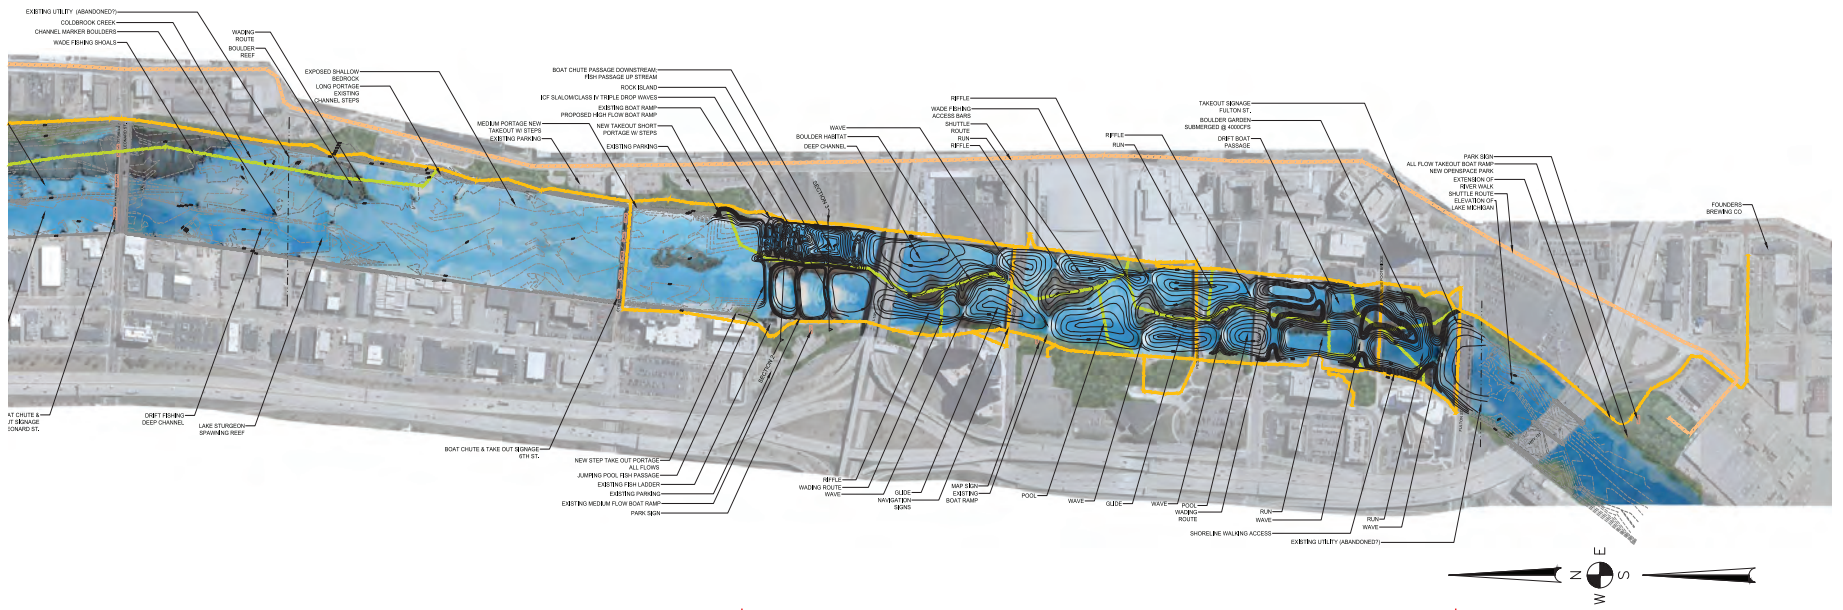 EXISTING UTILITY (ABANDONED?)
COLDBROOK CREEK
CHANNEL MARKER BOULDERS
WADE FISHING SHOALS
WADING
ROUTE
BOULDER
REEF
EXPOSED SHALLOW
BEDROCK
LONG PORTAGE
EXISTING
CHANNEL STEPS
MEDIUM PORTAGE NEW
TAKEOUT W/ STEPS
EXISTING PARKING
BOAT CHUTE PASSAGE DOWNSTREAM,
FISH PASSAGE UP STREAM
ROCK ISLAND
ICF SLALOM/CLASS IV TRIPLE DROP WAVES
EXISTING BOAT RAMP
PROPOSED HIGH FLOW BOAT RAMP
NEW TAKEOUT SHORT
PORTAGE W/ STEPS
EXISTING PARKING
WAVE
BOULDER HABITAT
DEEP CHANNEL
RIFFLE
WADE FISHING
ACCESS BARS
SHUTTLE
ROUTE
RUN
RIFFLE
RIFFLE
RUN
TAKEOUT SIGNAGE
FULTON ST.
BOULDER GARDEN
SUBMERGED @ 4000CFS
DRIFT BOAT
PASSAGE
PARK SIGN
ALL FLOW TAKEOUT BOAT RAMP
NEW OPENSPACE PARK
EXTENSION OF
RIVER WALK
SHUTTLE ROUTE
ELEVATION OF
LAKE MICHIGAN
FOUNDERS
BREWING CO
AT CHUTE &
UT SIGNAGE
EONARD ST.
DRIFT FISHING
DEEP CHANNEL
LAKE STURGEON
SPAWNING REEF
BOAT CHUTE & TAKE OUT SIGNAGE
6TH ST.
NEW STEP TAKE OUT PORTAGE
ALL FLOWS
JUMPING POOL FISH PASSAGE
EXISTING FISH LADDER
EXISTING PARKING
EXISTING MEDIUM FLOW BOAT RAMP
PARK SIGN
RIFFLE
WADING ROUTE
WAVE
GLIDE
NAVIGATION
SIGNS
MAP SIGN
EXISTING
BOAT RAMP
POOL
WAVE
GLIDE
WAVE
POOL
WADING
ROUTE
RUN
WAVE
SHORELINE WALKING ACCESS
RUN
WAVE
EXISTING UTILITY (ABANDONED?)
N
E
S
W